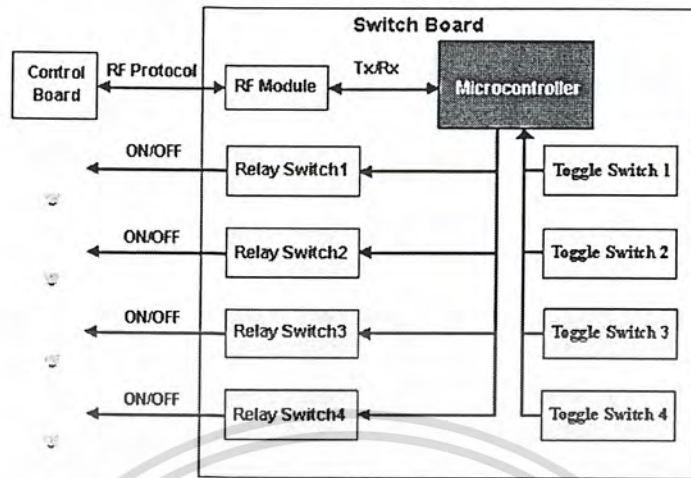 Switch Board
Control
Board
RF Protocol
RF Module
Tx/Rx
Microcontroller
ON/OFF
Relay Switch1
Toggle Switch 1
ON/OFF
Relay Switch2
Toggle Switch 2
ON/OFF
Relay Switch3
Toggle Switch 3
ON/OFF
Relay Switch4
Toggle Switch 4